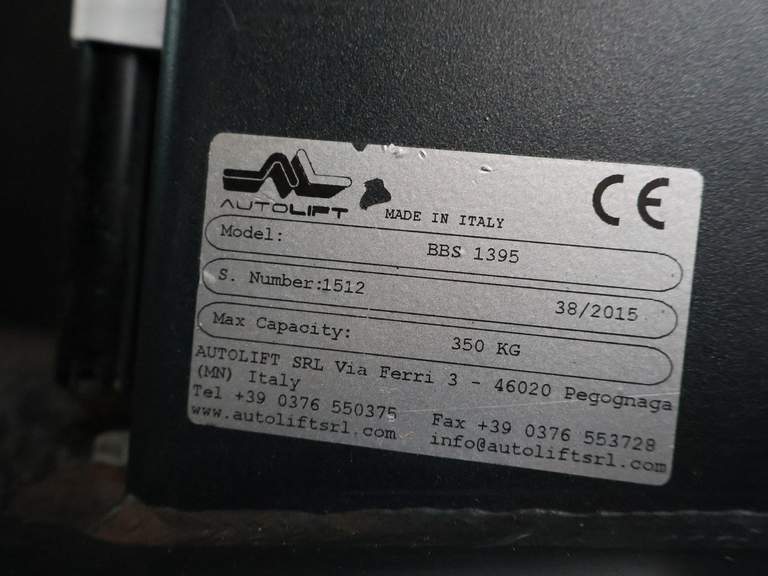 AUTOLIFT
MADE IN ITALY
CE
Model: BBS 1395
S. Number:1512 38/2015
Max Capacity: 350 KG
AUTOLIFT SRL Via Ferri 3 - 46020 Pegognaga
(MN) Italy
Tel +39 0376 550375 Fax +39 0376 553728
www.autoliftsrl.com info@autoliftsrl.com